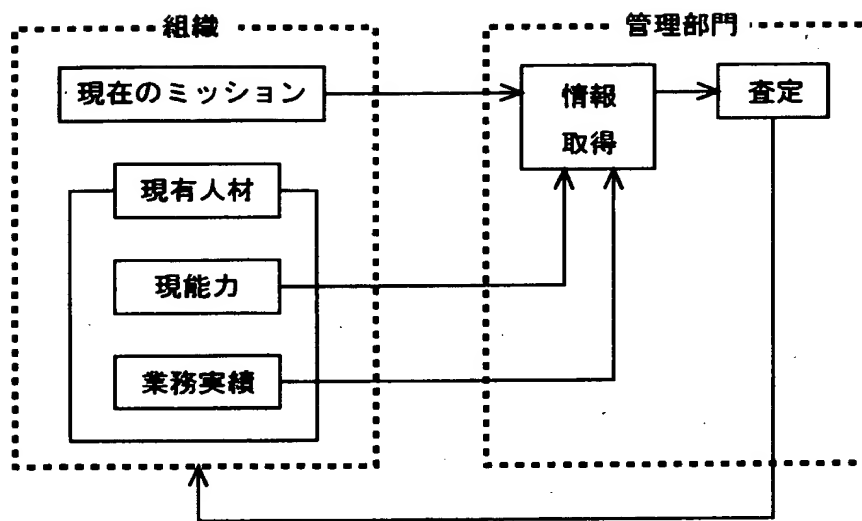 組織
管理部門
現在のミッション
情報
取得
査定
現有人材
現能力
業務実績